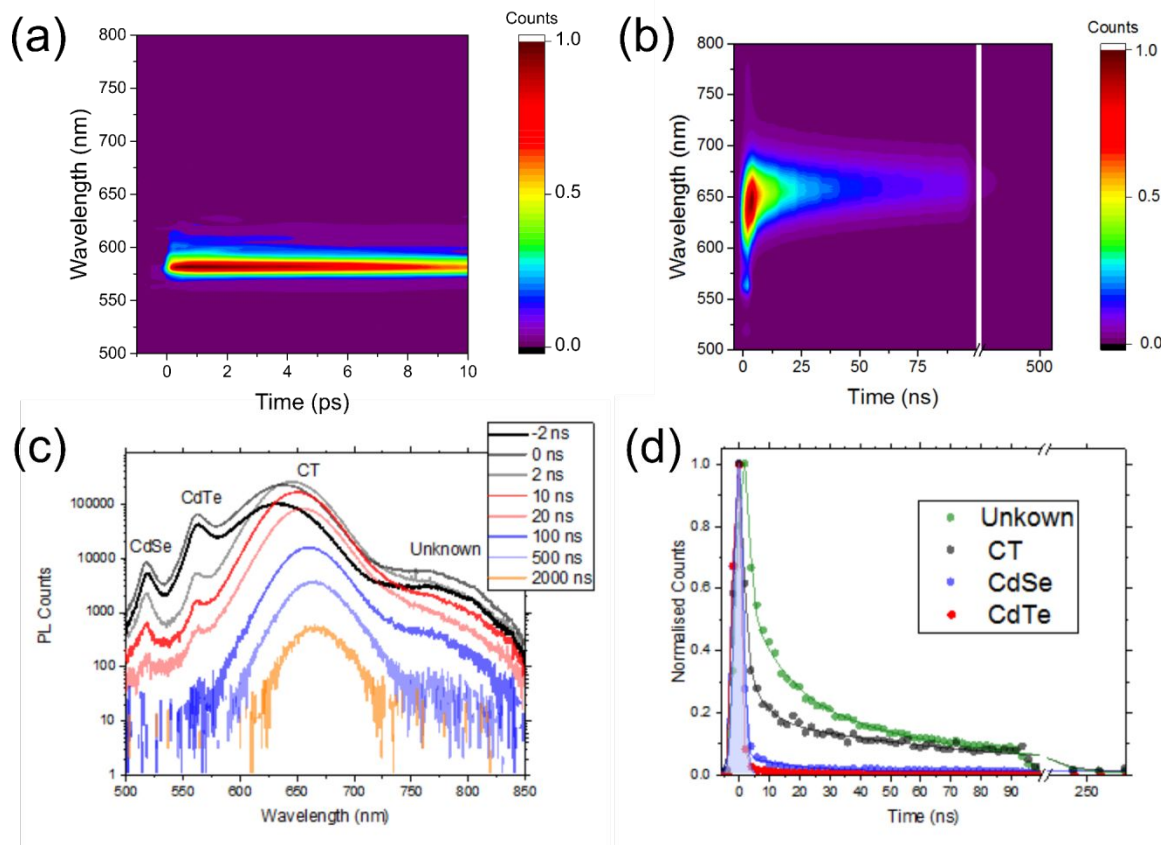 (a)
Counts
1.0
0.5
0.0
800
750
700
650
600
550
500
Wavelength (nm)
0 2 4 6 8 10
Time (ps)
(b)
Counts
1.0
0.5
0.0
800
750
700
650
600
550
500
Wavelength (nm)
0 25 50 75 500
Time (ns)
(c)
-2 ns
0 ns
2 ns
10 ns
20 ns
100 ns
500 ns
2000 ns
CT
CdTe
CdSe
Unknown
100000
10000
1000
100
10
1
PL Counts
500 550 600 650 700 750 800 850
Wavelength (nm)
(d)
Unkown
CT
CdSe
CdTe
1.0
0.8
0.6
0.4
0.2
0.0
Normalised Counts
0 10 20 30 40 50 60 70 80 90 250
Time (ns)